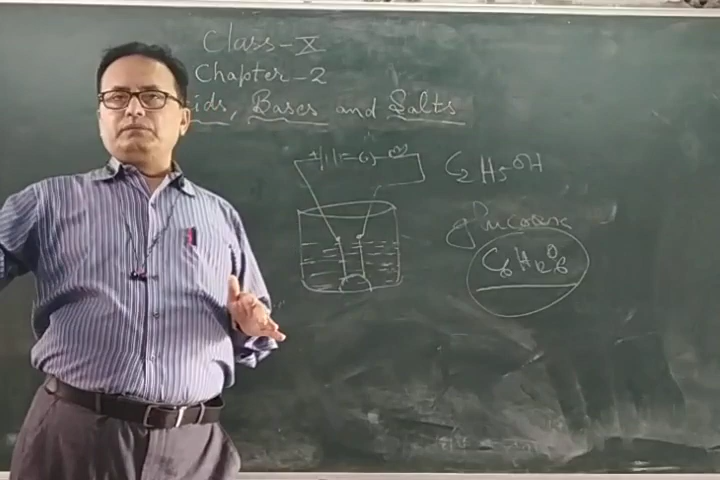 Class-X
Chapter-2
ids, Bases and Salts
C2H5OH
glucose
C6H12O6